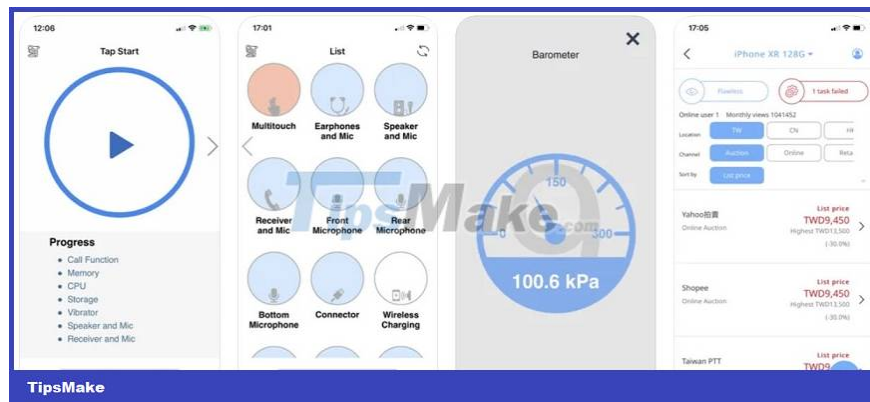 12:06
Tap Start
Progress
Call Function
Memory
CPU
Storage
Vibrator
Speaker and Mic
Receiver and Mic
17:01
List
Multitouch
Earphones and Mic
Speaker and Mic
Receiver and Mic
Front Microphone
Rear Microphone
Bottom Microphone
Connector
Wireless Charging
Barometer
0
150
300
100.6 kPa
17:05
iPhone XR 128G
Flawless
1 task failed
Online user 1 Monthly views 1041452
Location
TW
CN
Channel
Auction
Online
Reta
Sort by
List price
Yahoo拍賣
Online Auction
List price
TWD9,450
Highest TWD13,500
(-30.0%)
Shopee
Online Auction
List price
TWD9,450
Highest TWD13,500
(-30.0%)
Taiwan PTT
List price
TWD9
TipsMake.com
TipsMake